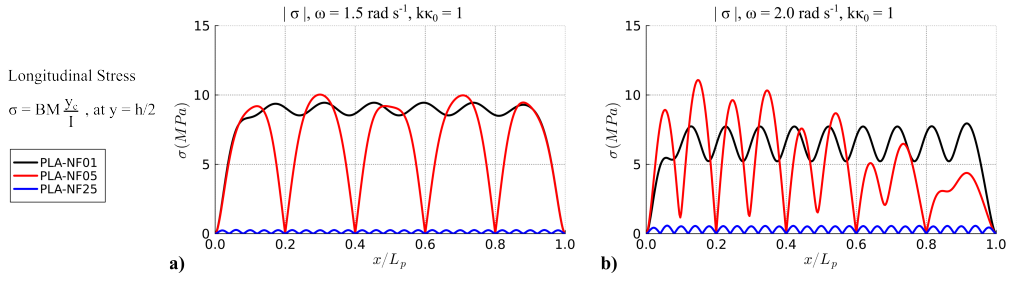 | σ |, ω = 1.5 rad s⁻¹, kκ₀ = 1
| σ |, ω = 2.0 rad s⁻¹, kκ₀ = 1
Longitudinal Stress
σ = BM y_c/I , at y = h/2
PLA-NF01
PLA-NF05
PLA-NF25
σ(MPa)
15
10
5
0
0.0 0.2 0.4 0.6 0.8 1.0
x/Lₚ
a)
σ(MPa)
15
10
5
0
0.0 0.2 0.4 0.6 0.8 1.0
x/Lₚ
b)